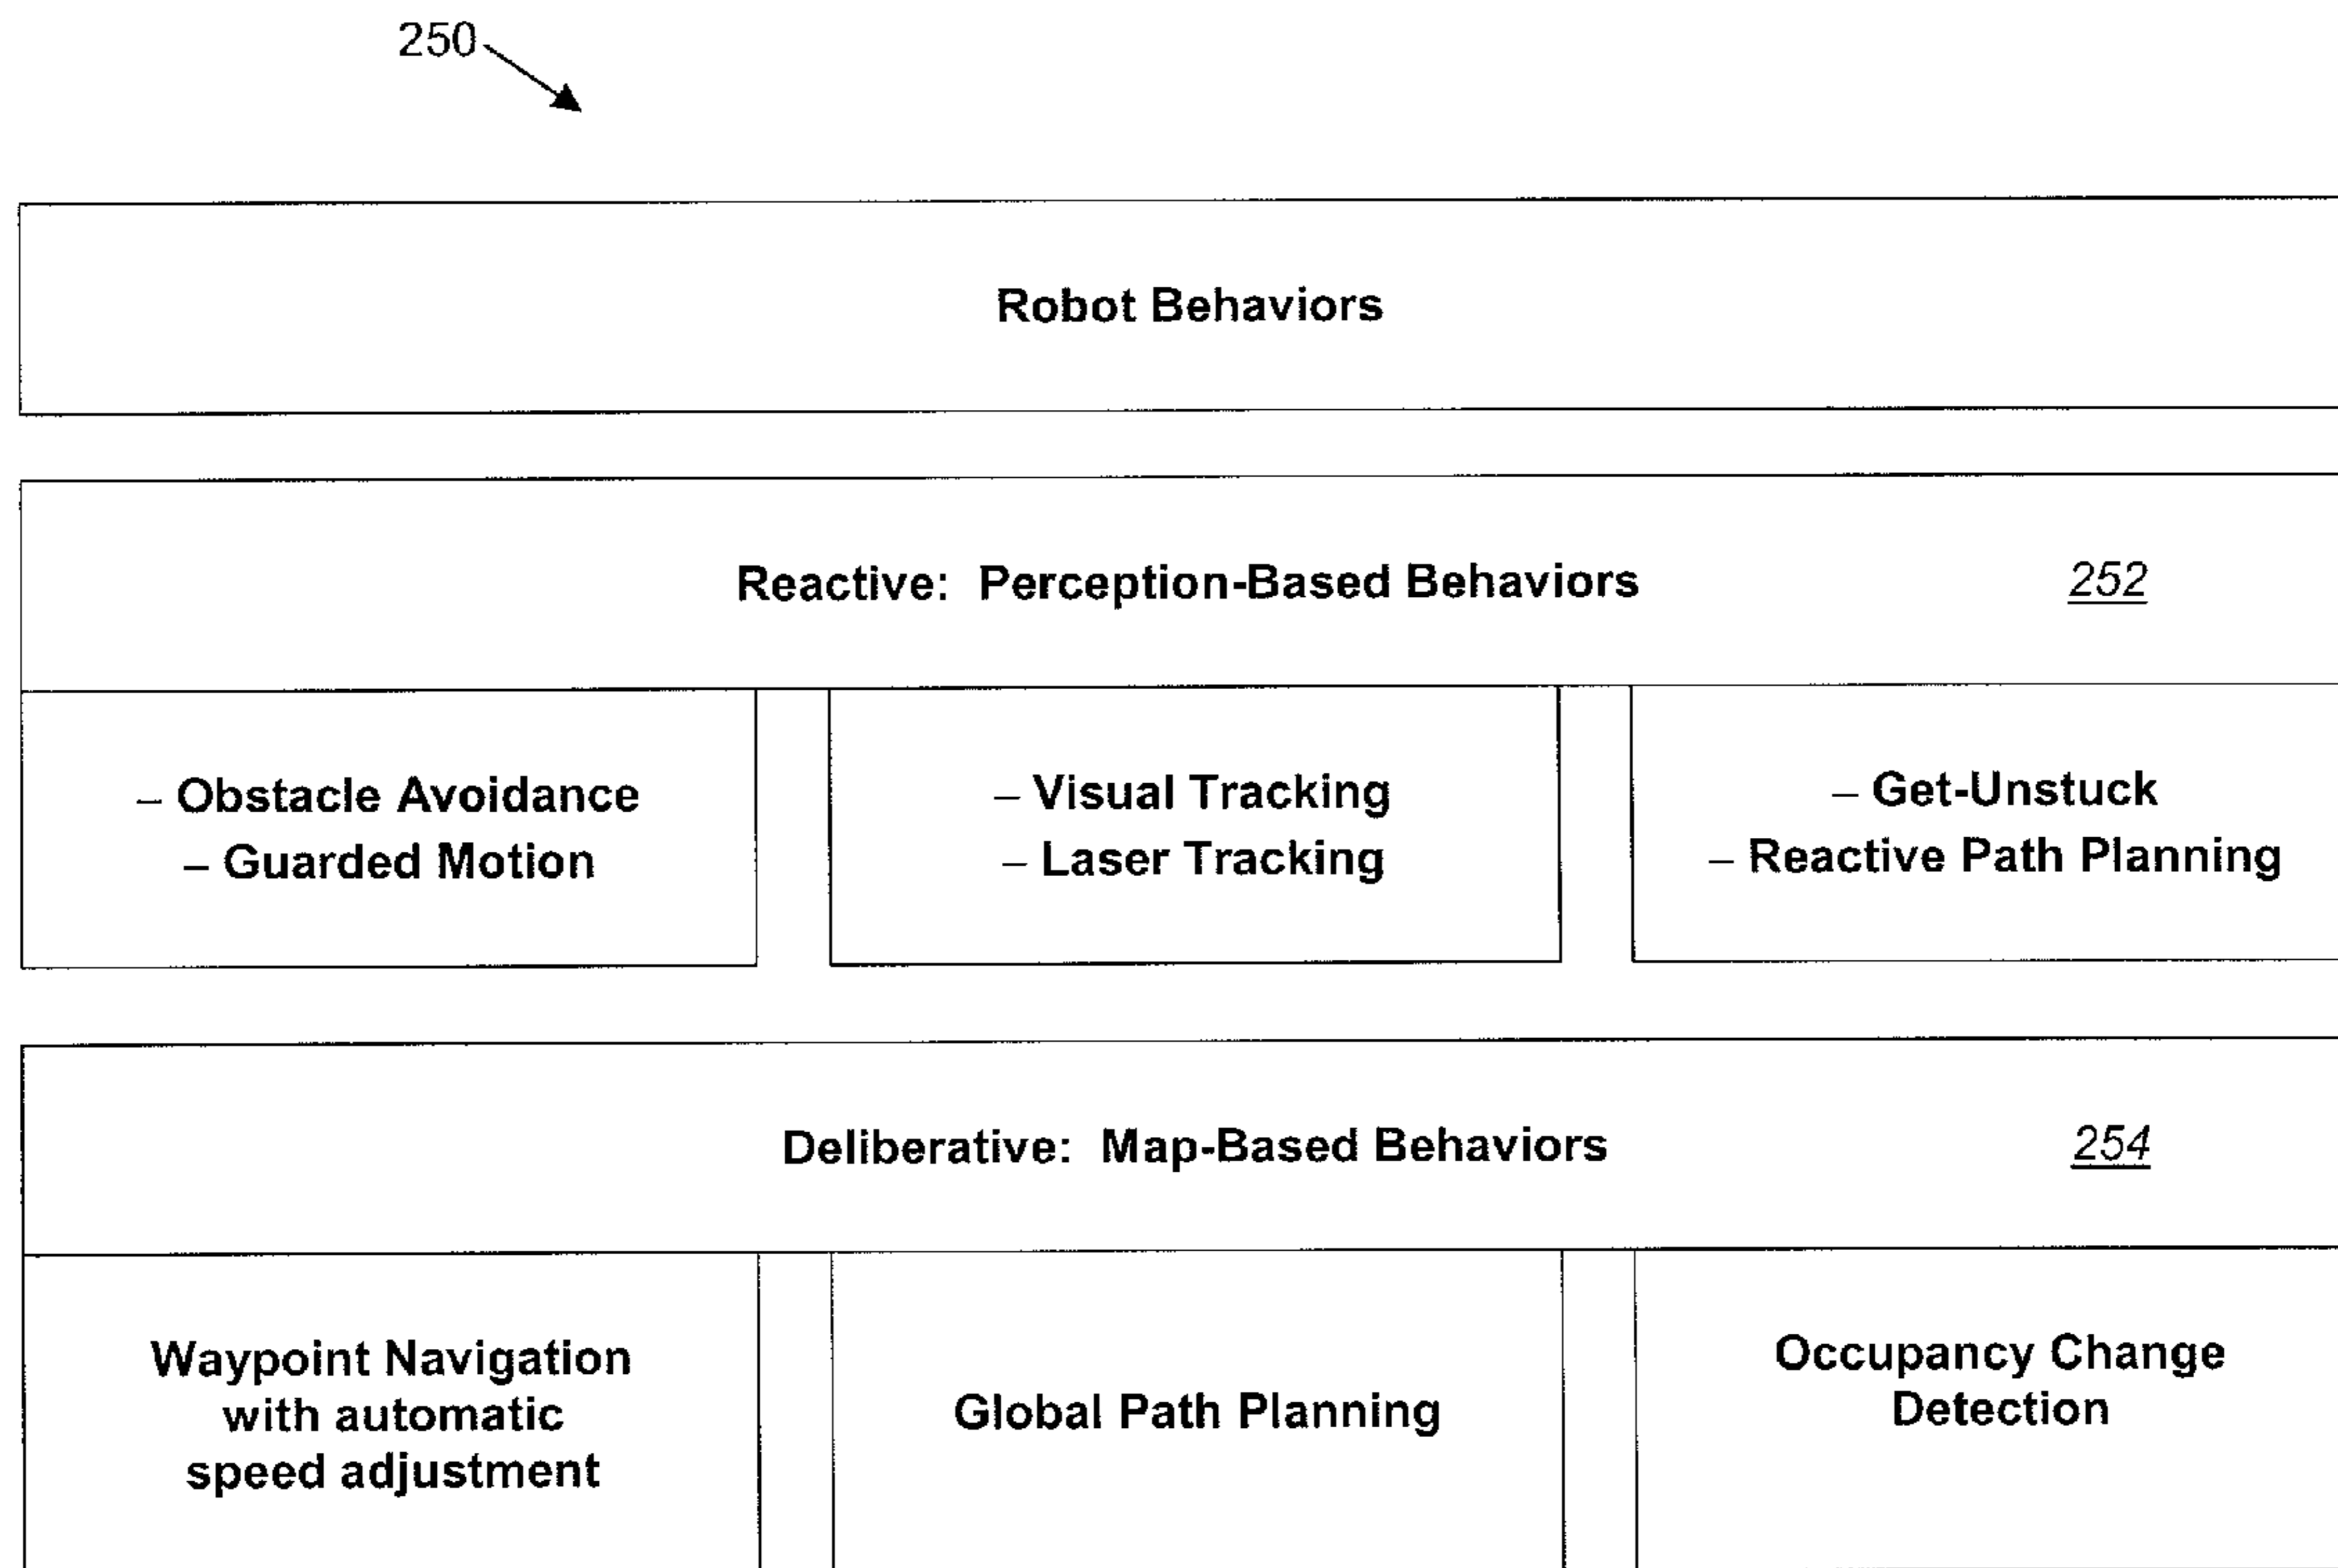 250
Robot Behaviors
Reactive: Perception-Based Behaviors 252
– Obstacle Avoidance
– Guarded Motion
– Visual Tracking
– Laser Tracking
– Get-Unstuck
– Reactive Path Planning
Deliberative: Map-Based Behaviors 254
Waypoint Navigation
with automatic
speed adjustment
Global Path Planning
Occupancy Change
Detection